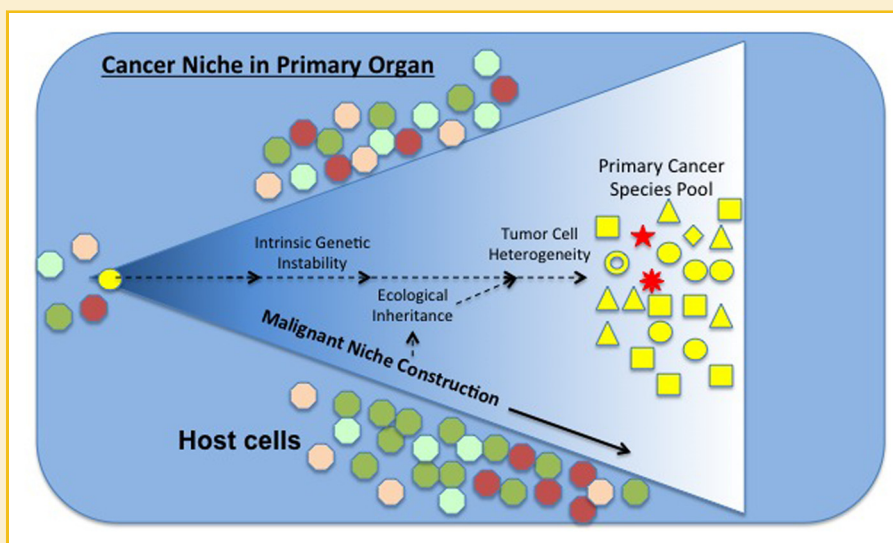 Cancer Niche in Primary Organ
Primary Cancer
Species Pool
Intrinsic Genetic
Instability
Tumor Cell
Heterogeneity
Ecological
Inheritance
Malignant Niche Construction
Host cells